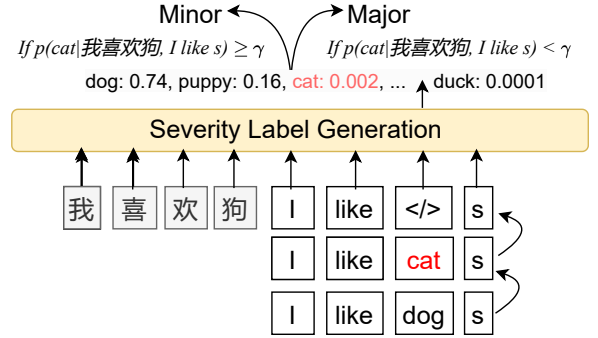 Minor Major
If p(cat|我喜欢狗, I like s) ≥ γ If p(cat|我喜欢狗, I like s) < γ
dog: 0.74, puppy: 0.16, cat: 0.002, ... duck: 0.0001
Severity Label Generation
我 喜 欢 狗 I like </> s
I like cat s
I like dog s